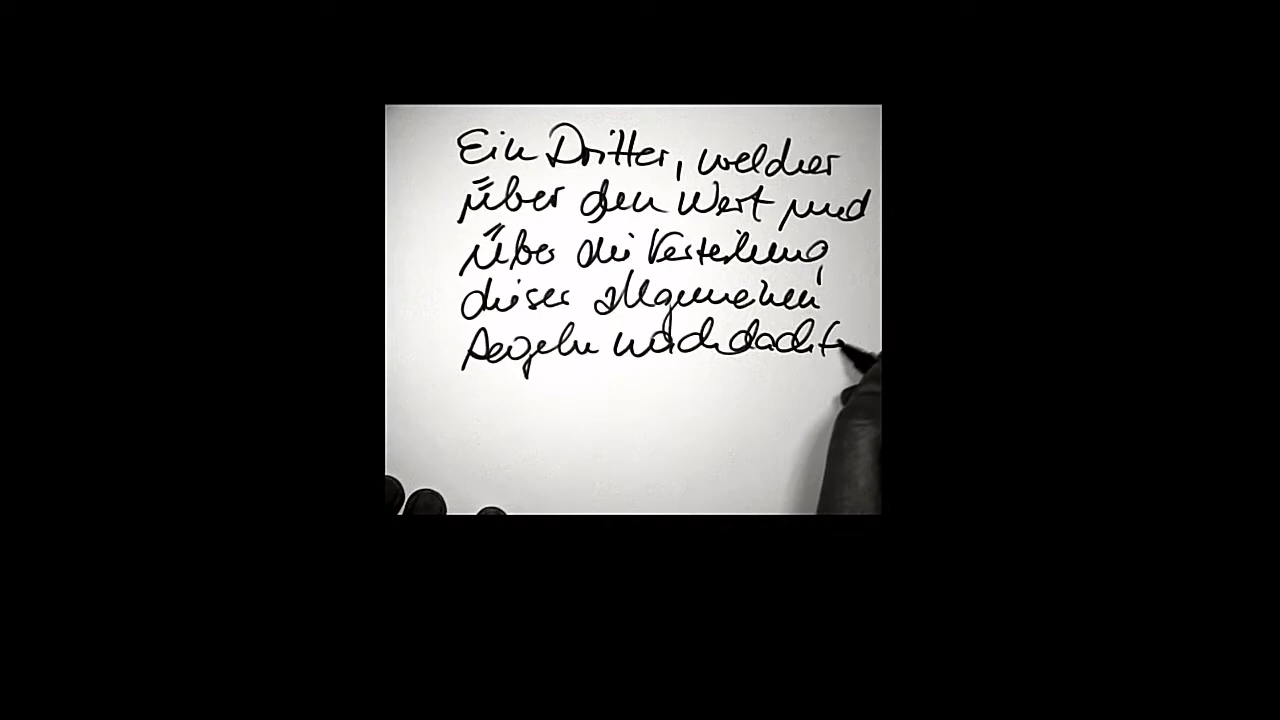 Ein Dritter, welcher
über den Wert und
über die Verteilung
dieser allgemeinen
Regeln nachdacht